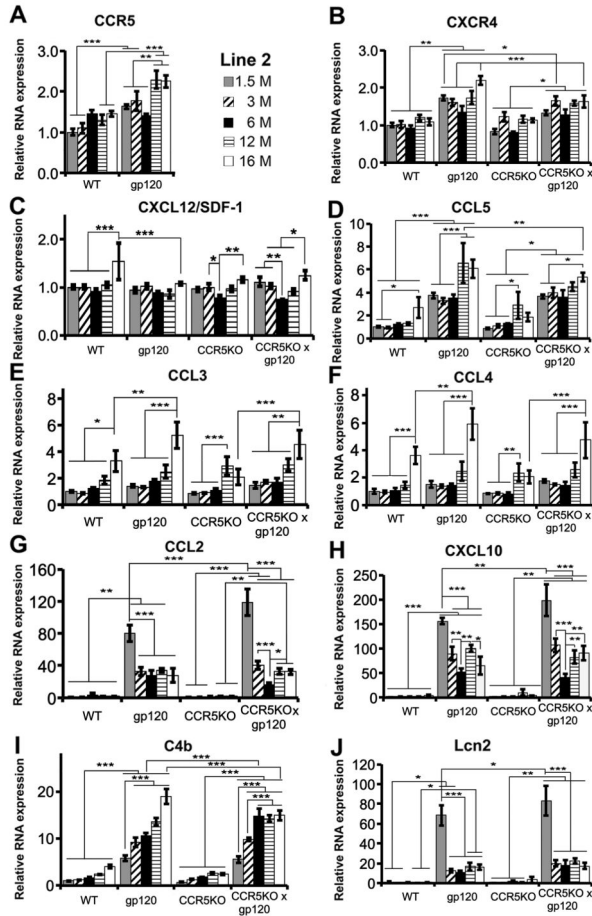 A
CCR5
Relative RNA expression
3.0
2.0
1.0
0.0
***
***
**
WT
gp120
Line 2
1.5 M
3 M
6 M
12 M
16 M
B
CXCR4
Relative RNA expression
3.0
2.0
1.0
0.0
**
*
***
*
WT
gp120
CCR5KO
CCR5KO x
gp120
C
CXCL12/SDF-1
Relative RNA expression
2.0
1.0
0.0
***
***
*
**
*
**
WT
gp120
CCR5KO
CCR5KO x
gp120
D
CCL5
Relative RNA expression
10
8
6
4
2
0
***
**
***
*
*
*
*
WT
gp120
CCR5KO
CCR5KO x
gp120
E
CCL3
Relative RNA expression
8
6
4
2
0
**
***
*
***
***
**
WT
gp120
CCR5KO
CCR5KO x
gp120
F
CCL4
Relative RNA expression
8
6
4
2
0
**
***
***
***
***
**
WT
gp120
CCR5KO
CCR5KO x
gp120
G
CCL2
Relative RNA expression
160
120
80
40
0
***
***
***
**
**
***
***
*
WT
gp120
CCR5KO
CCR5KO x
gp120
H
CXCL10
Relative RNA expression
250
200
150
100
50
0
**
***
**
***
***
**
**
*
***
**
**
WT
gp120
CCR5KO
CCR5KO x
gp120
I
C4b
Relative RNA expression
25
20
15
10
5
0
***
***
***
***
***
***
***
***
WT
gp120
CCR5KO
CCR5KO x
gp120
J
Lcn2
Relative RNA expression
120
100
80
60
40
20
0
*
*
*
***
**
***
WT
gp120
CCR5KO
CCR5KO x
gp120